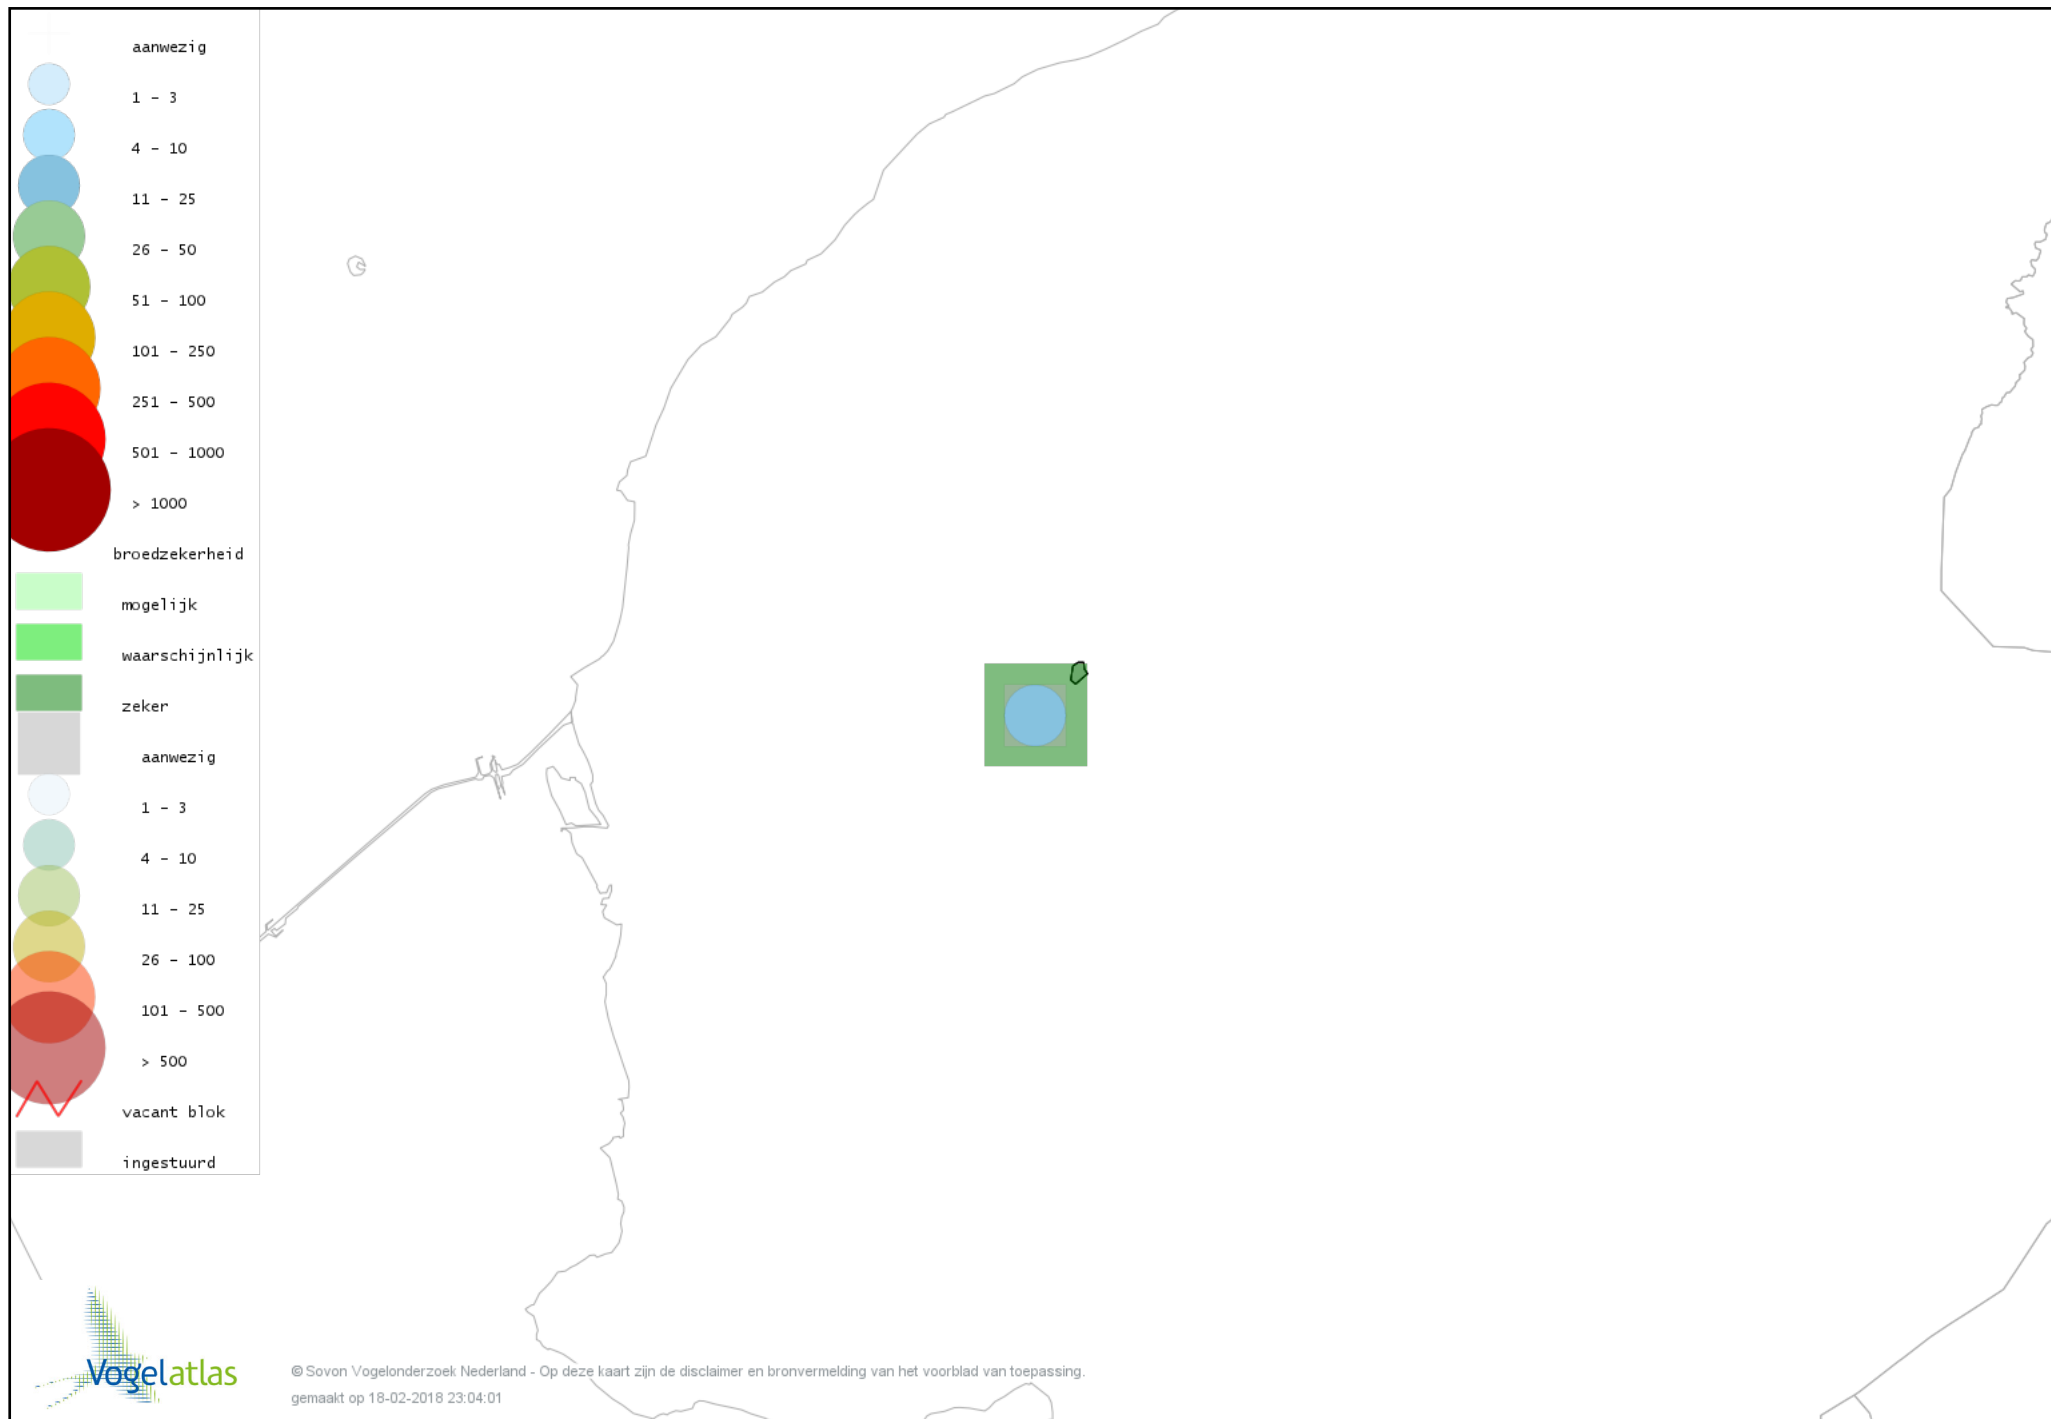 aanwezig
1 - 3
4 - 10
11 - 25
26 - 50
51 - 100
101 - 250
251 - 500
501 - 1000
> 1000
broedzekerheid
mogelijk
waarschijnlijk
zeker
aanwezig
1 - 3
4 - 10
11 - 25
26 - 100
101 - 500
> 500
vacant blok
ingestuurd
Vogelatlas
© Sovon Vogelonderzoek Nederland - Op deze kaart zijn de disclaimer en bronvermelding van het voorblad van toepassing.
gemaakt op 18-02-2018 23:04:01